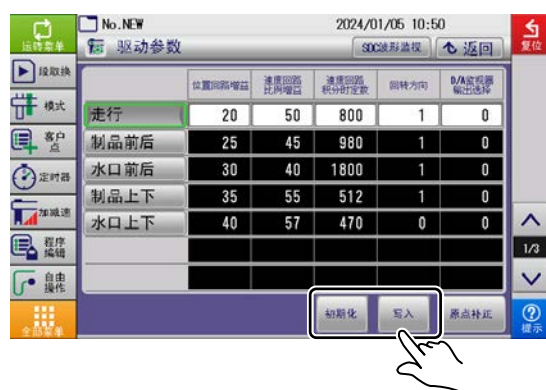 运转菜单
No.NEW
2024/01/05 10:50
复位
驱动参数
SDC波形监视
返回
段取换
模式
客户点
定时器
加减速
程序编辑
自由操作
全部菜单
位置回路增益
速度回路比例增益
速度回路积分时定数
回转方向
D/A监视器输出选择
走行 20 50 800 1 0
制品前后 25 45 980 1 0
水口前后 30 40 1800 1 0
制品上下 35 55 512 1 0
水口上下 40 57 470 0 0
1/3
初期化
写入
原点补正
提示